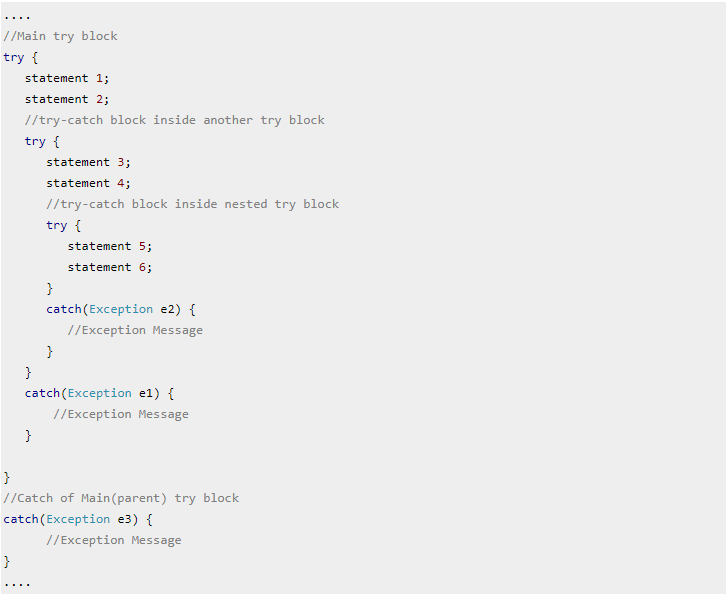 ....
//Main try block
try {
   statement 1;
   statement 2;
   //try-catch block inside another try block
   try {
      statement 3;
      statement 4;
      //try-catch block inside nested try block
      try {
         statement 5;
         statement 6;
      }
      catch(Exception e2) {
         //Exception Message
      }
   }
   catch(Exception e1) {
       //Exception Message
   }

}
//Catch of Main(parent) try block
catch(Exception e3) {
      //Exception Message
}
....